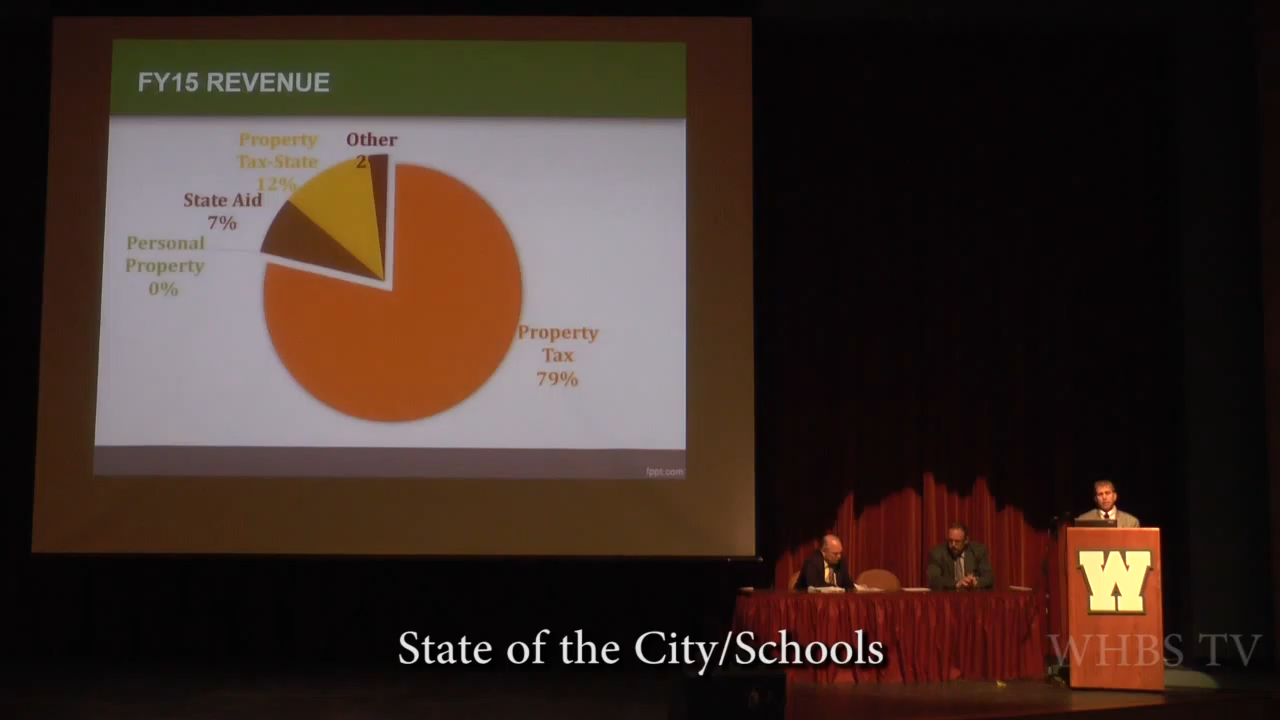 FY15 REVENUE
Property
Tax-State
12%
Other
2%
State Aid
7%
Personal
Property
0%
Property
Tax
79%
fppt.com
W
State of the City/Schools
WHBS TV